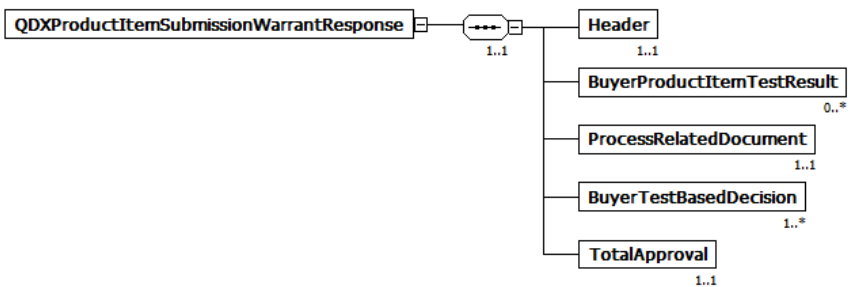 QDXProductItemSubmissionWarrantResponse
1..1
Header
1..1
BuyerProductItemTestResult
0..*
ProcessRelatedDocument
1..1
BuyerTestBasedDecision
1..*
TotalApproval
1..1